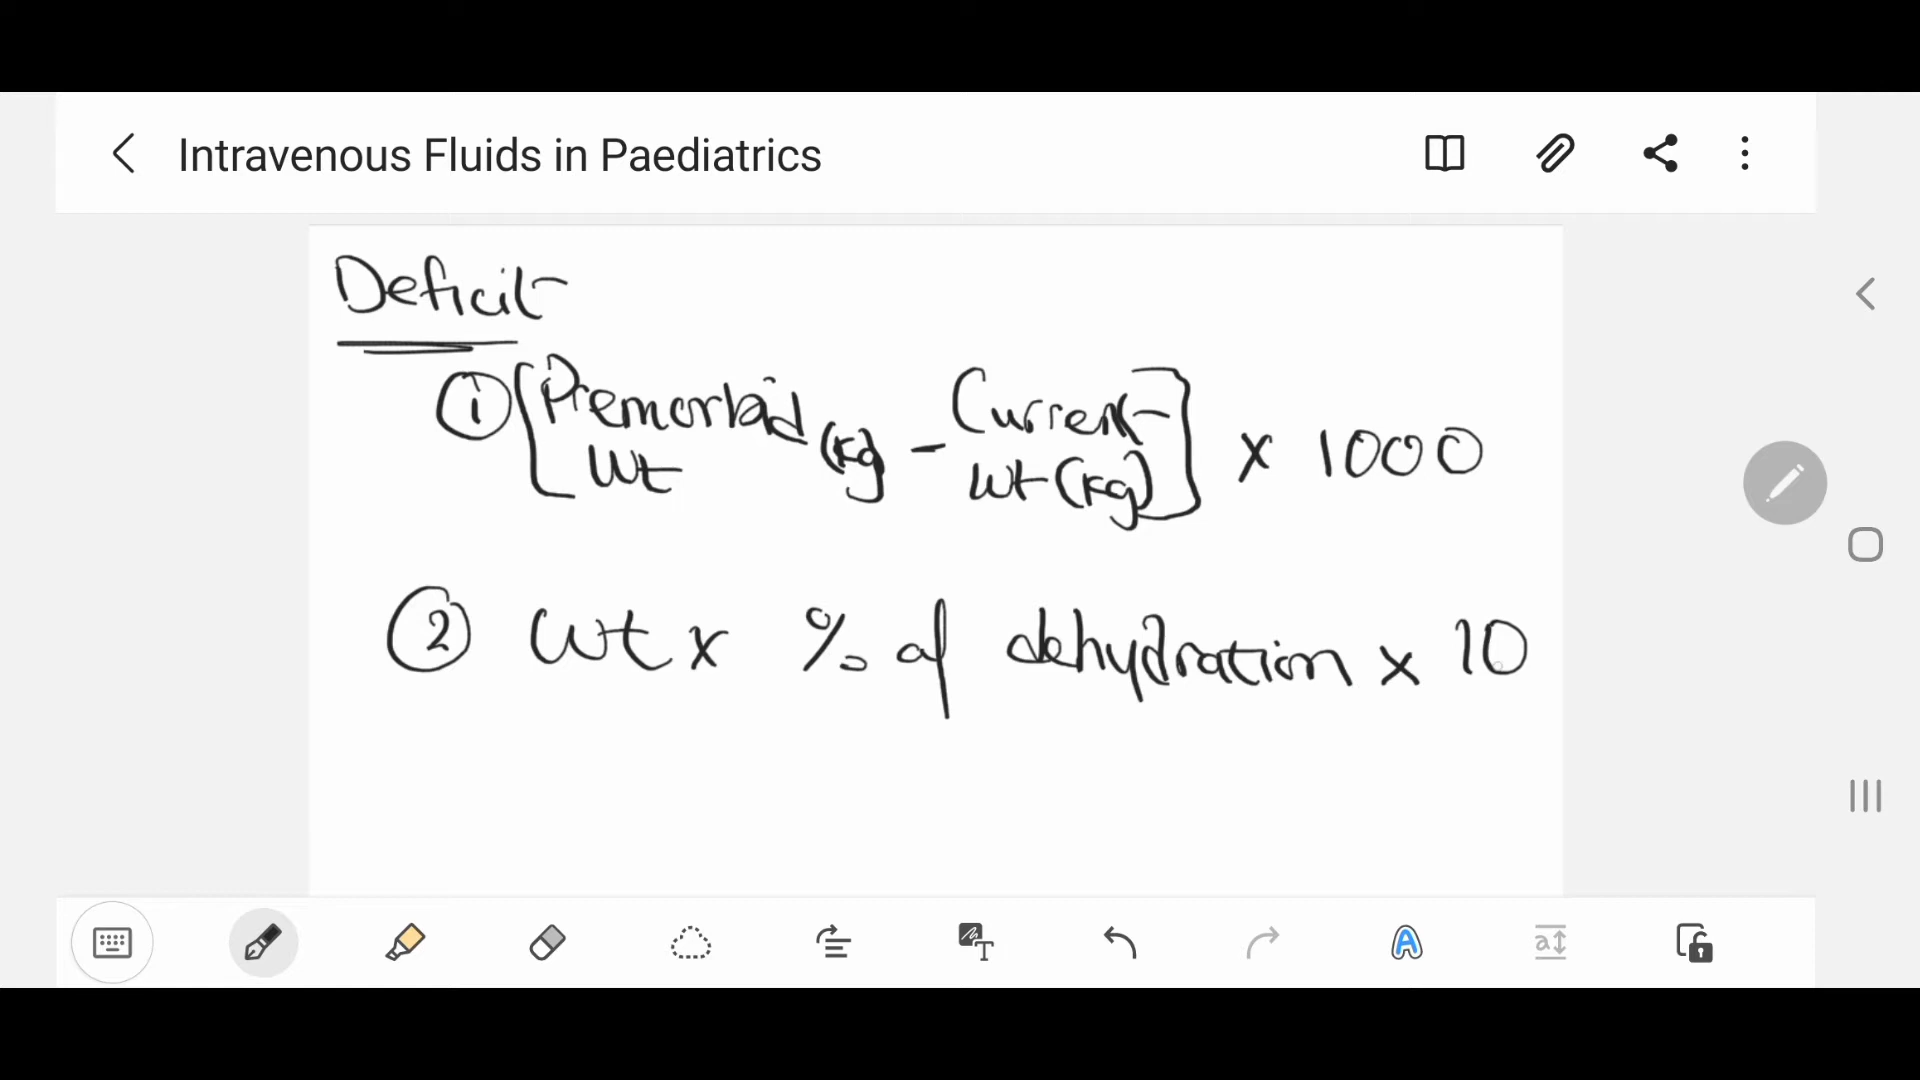 Intravenous Fluids in Paediatrics
Deficit
① [Premorbid Wt (kg) - Current Wt (kg)] x 1000
② Wt x % of dehydration x 10